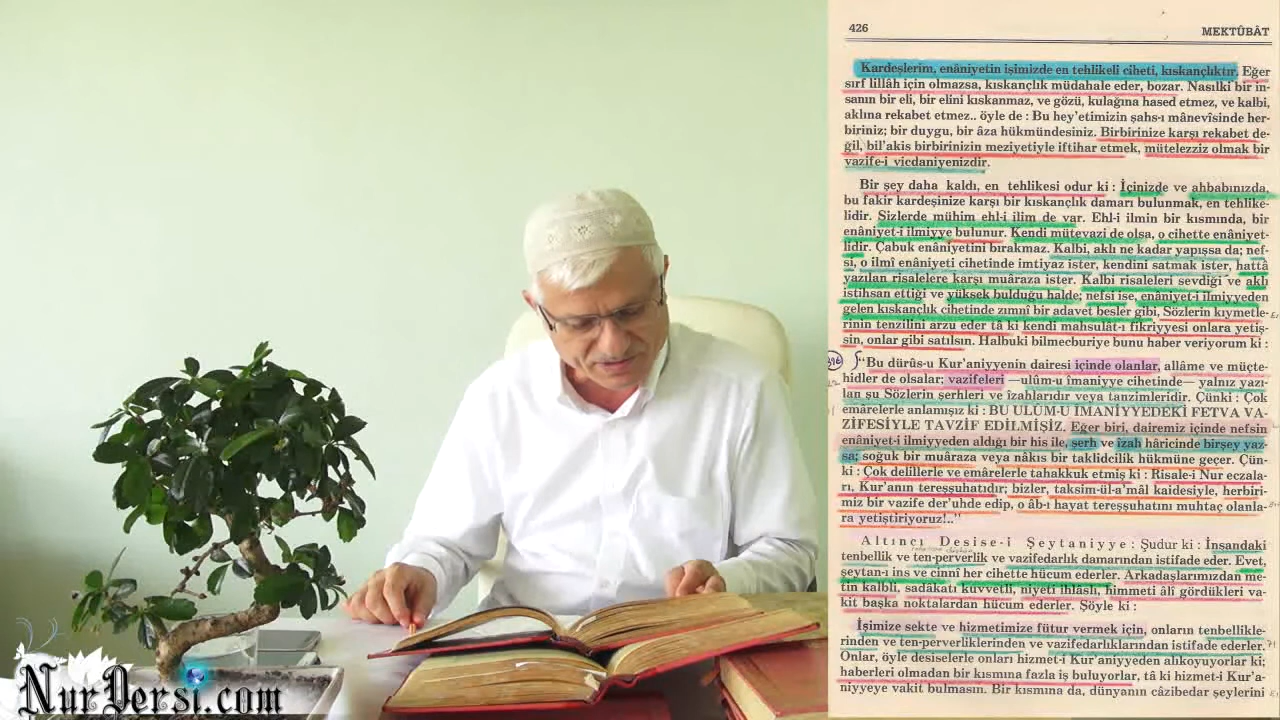 426 MEKTÛBÂT
Kardeşlerim, enâniyetin işimizde en tehlikeli ciheti, kıskançlıktır. Eğer
sırf lillâh için olmazsa, kıskançlık müdahale eder, bozar. Nasılki bir in-
sanın bir eli, bir elini kıskanmaz, ve gözü, kulağına hased etmez, ve kalbi,
aklına rekabet etmez.. öyle de : Bu hey'etimizin şahs-ı mânevîsinde her-
biriniz; bir duygu, bir âza hükmündesiniz. Birbirinize karşı rekabet de-
ğil, bil'akis birbirinizin meziyetiyle iftihar etmek, mütelezziz olmak bir
vazife-i vicdaniyenizdir.
Bir şey daha kaldı, en tehlikesi odur ki : İçinizde ve ahbabınızda,
bu fakir kardeşinize karşı bir kıskançlık damarı bulunmak, en tehlike-
lidir. Sizlerde mühim ehl-i ilim de var. Ehl-i ilmin bir kısmında, bir
enâniyet-i ilmiyye bulunur. Kendi mütevazi de olsa, o cihette enâniyet-
lidir. Çabuk enâniyetini bırakmaz. Kalbi, aklı ne kadar yapışsa da; nef-
si, o ilmî enâniyeti cihetinde imtiyaz ister, kendini satmak ister, hattâ
yazılan risalelere karşı muâraza ister. Kalbi risaleleri sevdiği ve aklı
istihsan ettiği ve yüksek bulduğu halde; nefsi ise, enâniyet-i ilmiyyeden
gelen kıskançlık cihetinde zımnî bir adavet besler gibi, Sözlerin kıymetle-
rinin tenzilini arzu eder tâ ki kendi mahsulât-ı fikriyyesi onlara yetiş-
sin, onlar gibi satılsın. Halbuki bilmecburiye bunu haber veriyorum ki :
"Bu dürûs-u Kur'aniyyenin dairesi içinde olanlar, allâme ve müçte-
hidler de olsalar; vazifeleri —ulûm-u îmaniyye cihetinde— yalnız yazı-
lan şu Sözlerin şerhleri ve îzahlarıdır veya tanzimleridir. Çünki : Çok
emârelerle anlamışız ki : BU ULÛM-U İMANİYYEDEKİ FETVA VA-
ZİFESİYLE TAVZİF EDİLMİŞİZ. Eğer biri, dairemiz içinde nefsin
enâniyet-i ilmiyyeden aldığı bir his ile, şerh ve îzah hâricinde birşey yaz-
sa; soğuk bir muâraza veya nâkıs bir taklidcilik hükmüne geçer. Çün-
ki : Çok delillerle ve emârelerle tahakkuk etmiş ki : Risale-i Nur eczala-
rı, Kur'anın tereşşuhatıdır; bizler, taksim-ül-a'mâl kaidesiyle, herbiri-
miz bir vazife der'uhde edip, o âb-ı hayat tereşşuhatını muhtaç olanla-
ra yetiştiriyoruz!.."
Altıncı Desise-i Şeytaniyye : Şudur ki : İnsandaki
tenbellik ve ten-perverlik ve vazifedarlık damarından istifade eder. Evet,
şeytan-ı ins ve cinnî her cihette hücum ederler. Arkadaşlarımızdan me-
tin kalbli, sadâkatı kuvvetli, niyeti ihlâslı, himmeti âlî gördükleri va-
kit başka noktalardan hücum ederler. Şöyle ki :
İşimize sekte ve hizmetimize fütur vermek için, onların tenbellikle-
rinden ve ten-perverliklerinden ve vazifedarlıklarından istifade ederler.
Onlar, öyle desiselerle onları hizmet-i Kur'aniyyeden alıkoyuyorlar ki;
haberleri olmadan bir kısmına fazla iş buluyorlar, tâ ki hizmet-i Kur'a-
niyyeye vakit bulmasın. Bir kısmına da, dünyanın câzibedar şeylerini
NurDersi.com